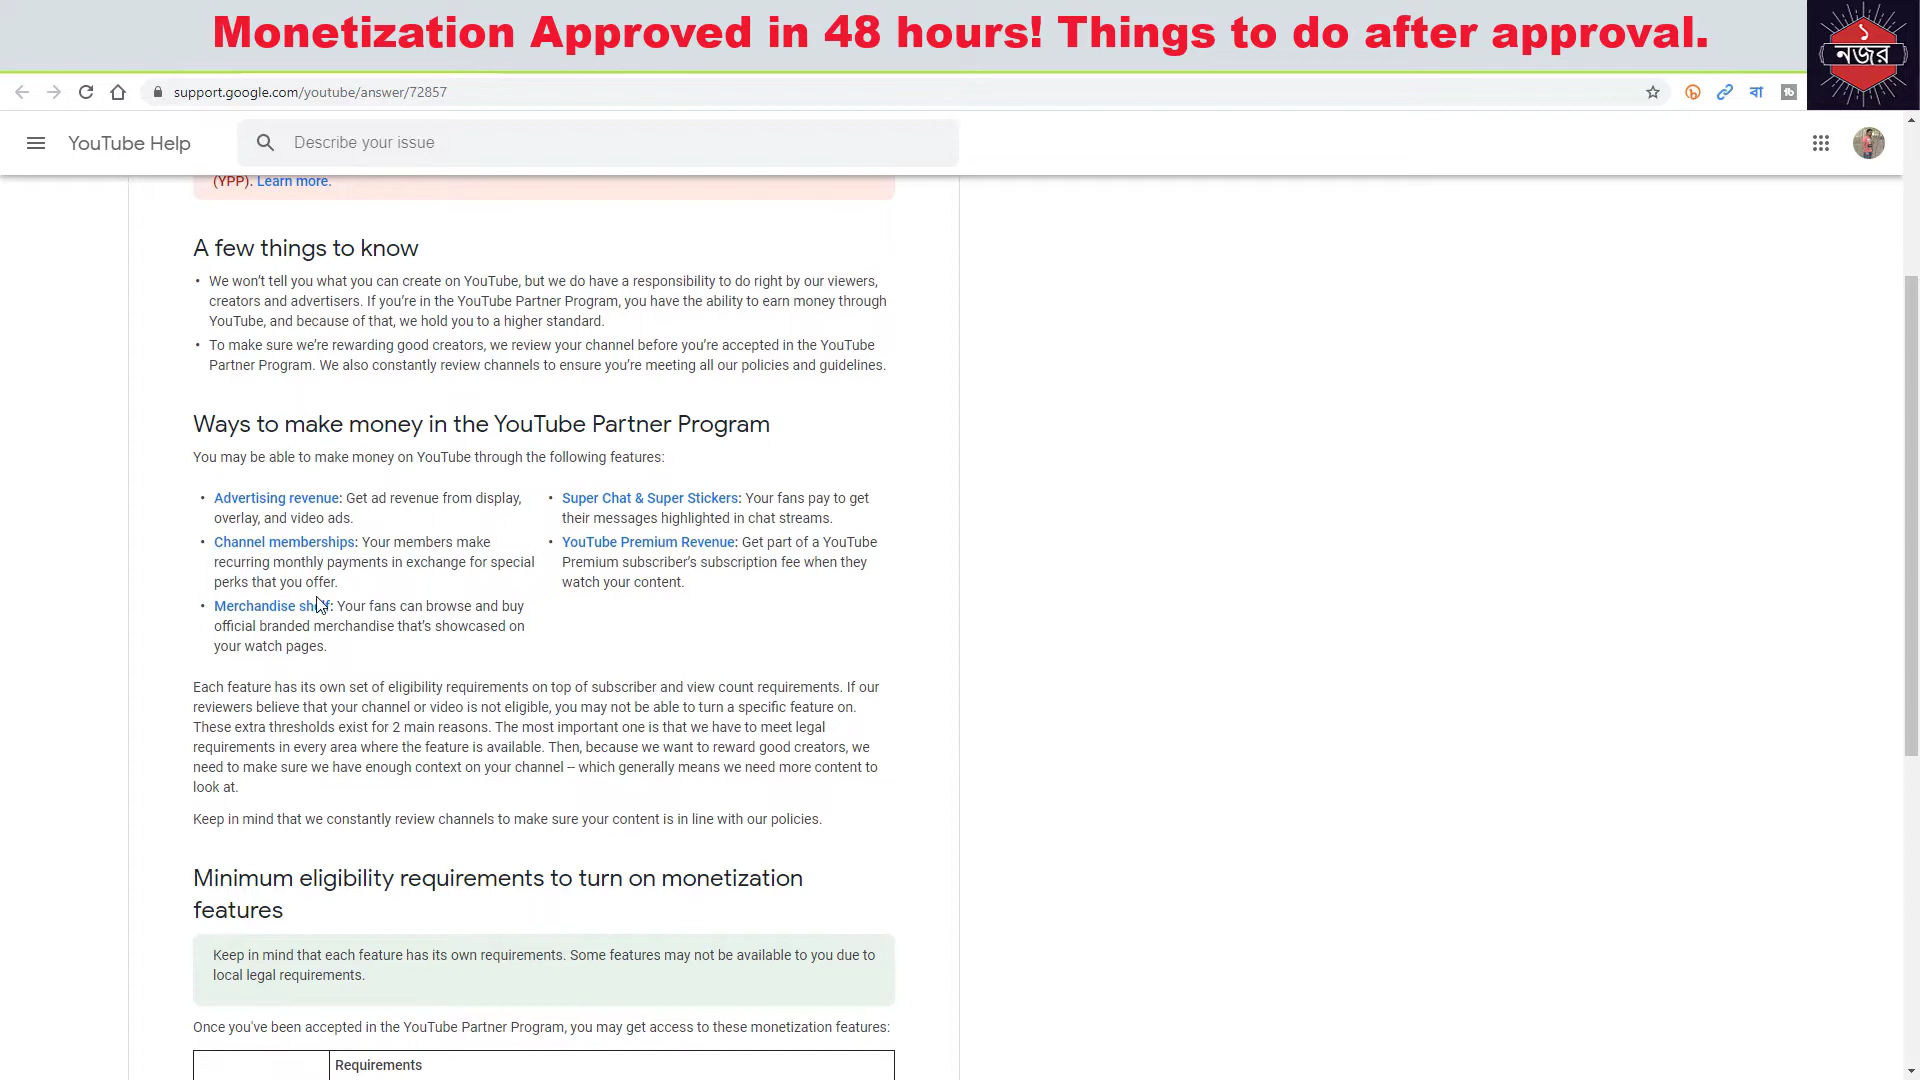 Monetization Approved in 48 hours! Things to do after approval.
১
নজর
support.google.com/youtube/answer/72857
বা
YouTube Help
Describe your issue
(YPP). Learn more.
A few things to know
• We won't tell you what you can create on YouTube, but we do have a responsibility to do right by our viewers,
creators and advertisers. If you're in the YouTube Partner Program, you have the ability to earn money through
YouTube, and because of that, we hold you to a higher standard.
• To make sure we're rewarding good creators, we review your channel before you're accepted in the YouTube
Partner Program. We also constantly review channels to ensure you're meeting all our policies and guidelines.
Ways to make money in the YouTube Partner Program
You may be able to make money on YouTube through the following features:
• Advertising revenue: Get ad revenue from display,
overlay, and video ads.
• Channel memberships: Your members make
recurring monthly payments in exchange for special
perks that you offer.
• Merchandise shelf: Your fans can browse and buy
official branded merchandise that's showcased on
your watch pages.
• Super Chat & Super Stickers: Your fans pay to get
their messages highlighted in chat streams.
• YouTube Premium Revenue: Get part of a YouTube
Premium subscriber's subscription fee when they
watch your content.
Each feature has its own set of eligibility requirements on top of subscriber and view count requirements. If our
reviewers believe that your channel or video is not eligible, you may not be able to turn a specific feature on.
These extra thresholds exist for 2 main reasons. The most important one is that we have to meet legal
requirements in every area where the feature is available. Then, because we want to reward good creators, we
need to make sure we have enough context on your channel – which generally means we need more content to
look at.
Keep in mind that we constantly review channels to make sure your content is in line with our policies.
Minimum eligibility requirements to turn on monetization
features
Keep in mind that each feature has its own requirements. Some features may not be available to you due to
local legal requirements.
Once you've been accepted in the YouTube Partner Program, you may get access to these monetization features:
Requirements